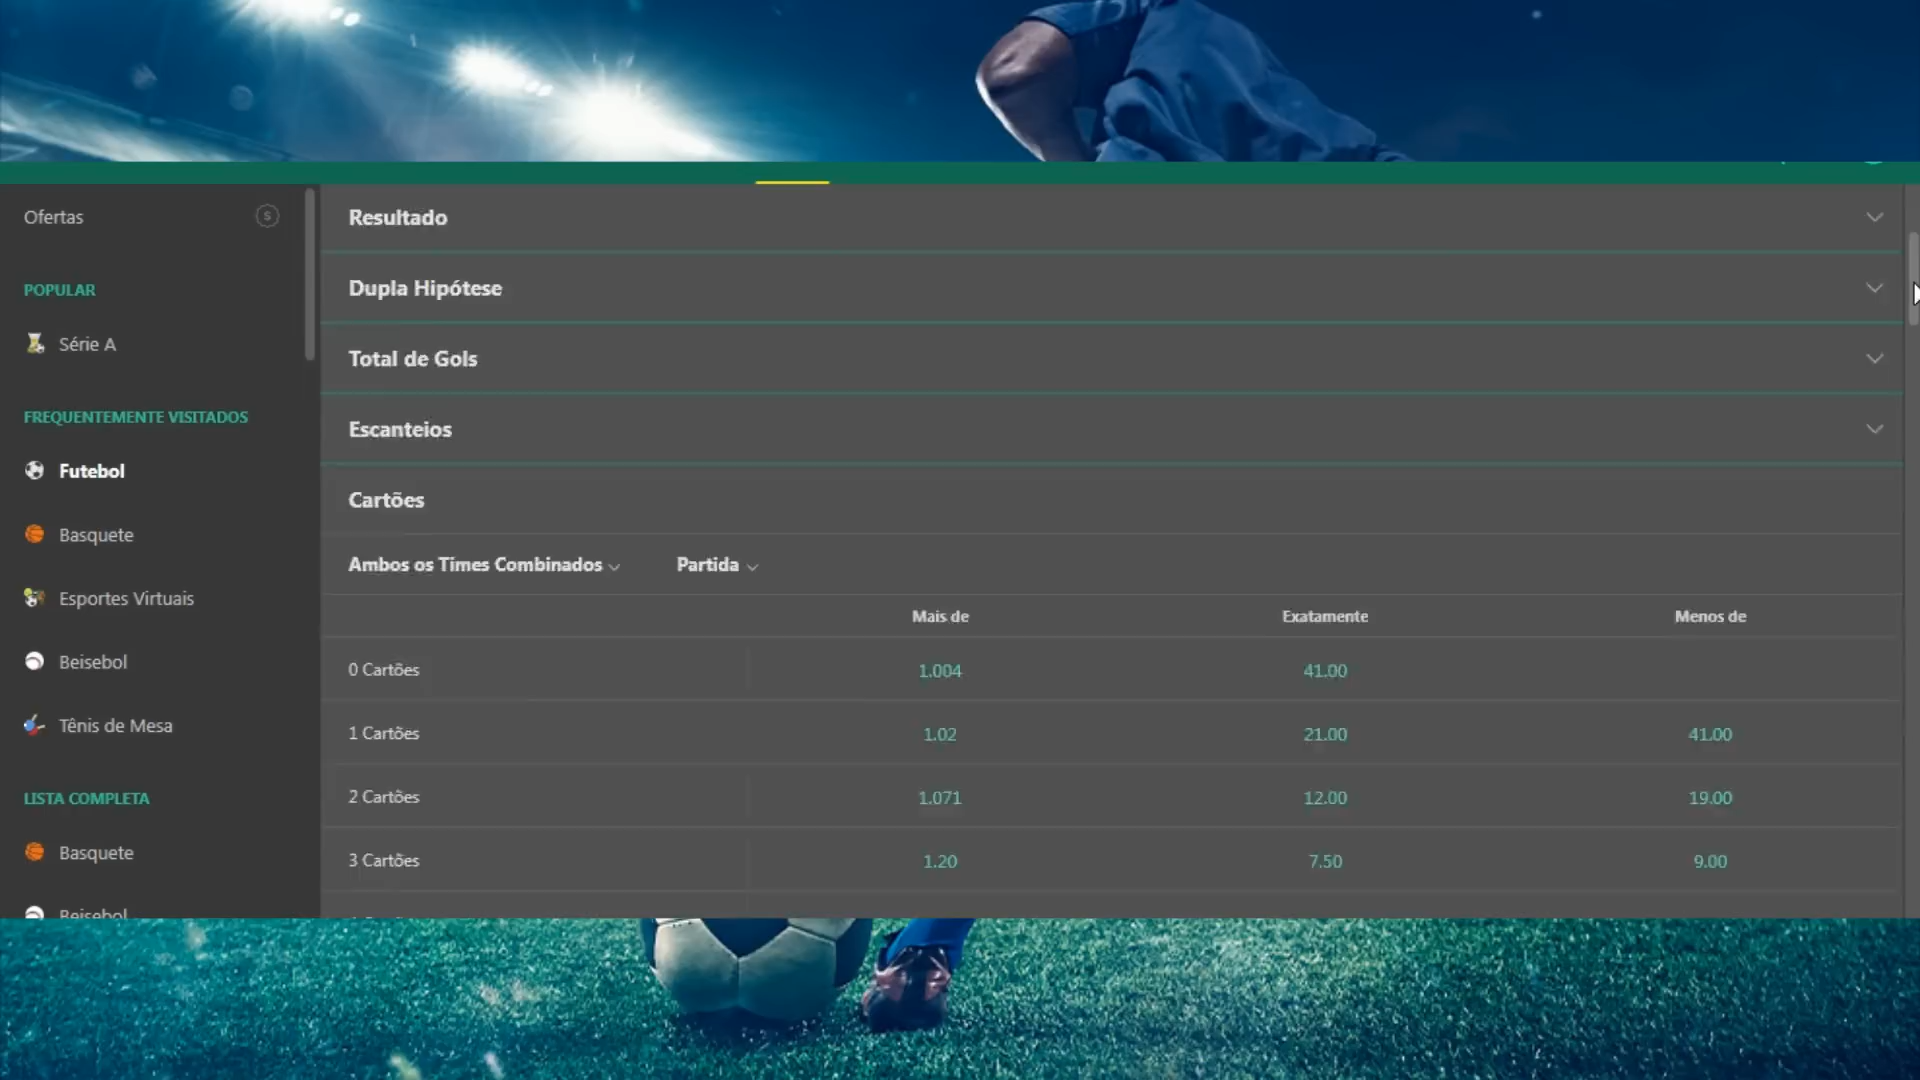 Ofertas
S
POPULAR
Série A
FREQUENTEMENTE VISITADOS
Futebol
Basquete
Esportes Virtuais
Beisebol
Tênis de Mesa
LISTA COMPLETA
Basquete
Beisebol
Resultado
Dupla Hipótese
Total de Gols
Escanteios
Cartões
Ambos os Times Combinados Partida
Mais de Exatamente Menos de
0 Cartões 1.004 41.00
1 Cartões 1.02 21.00 41.00
2 Cartões 1.071 12.00 19.00
3 Cartões 1.20 7.50 9.00